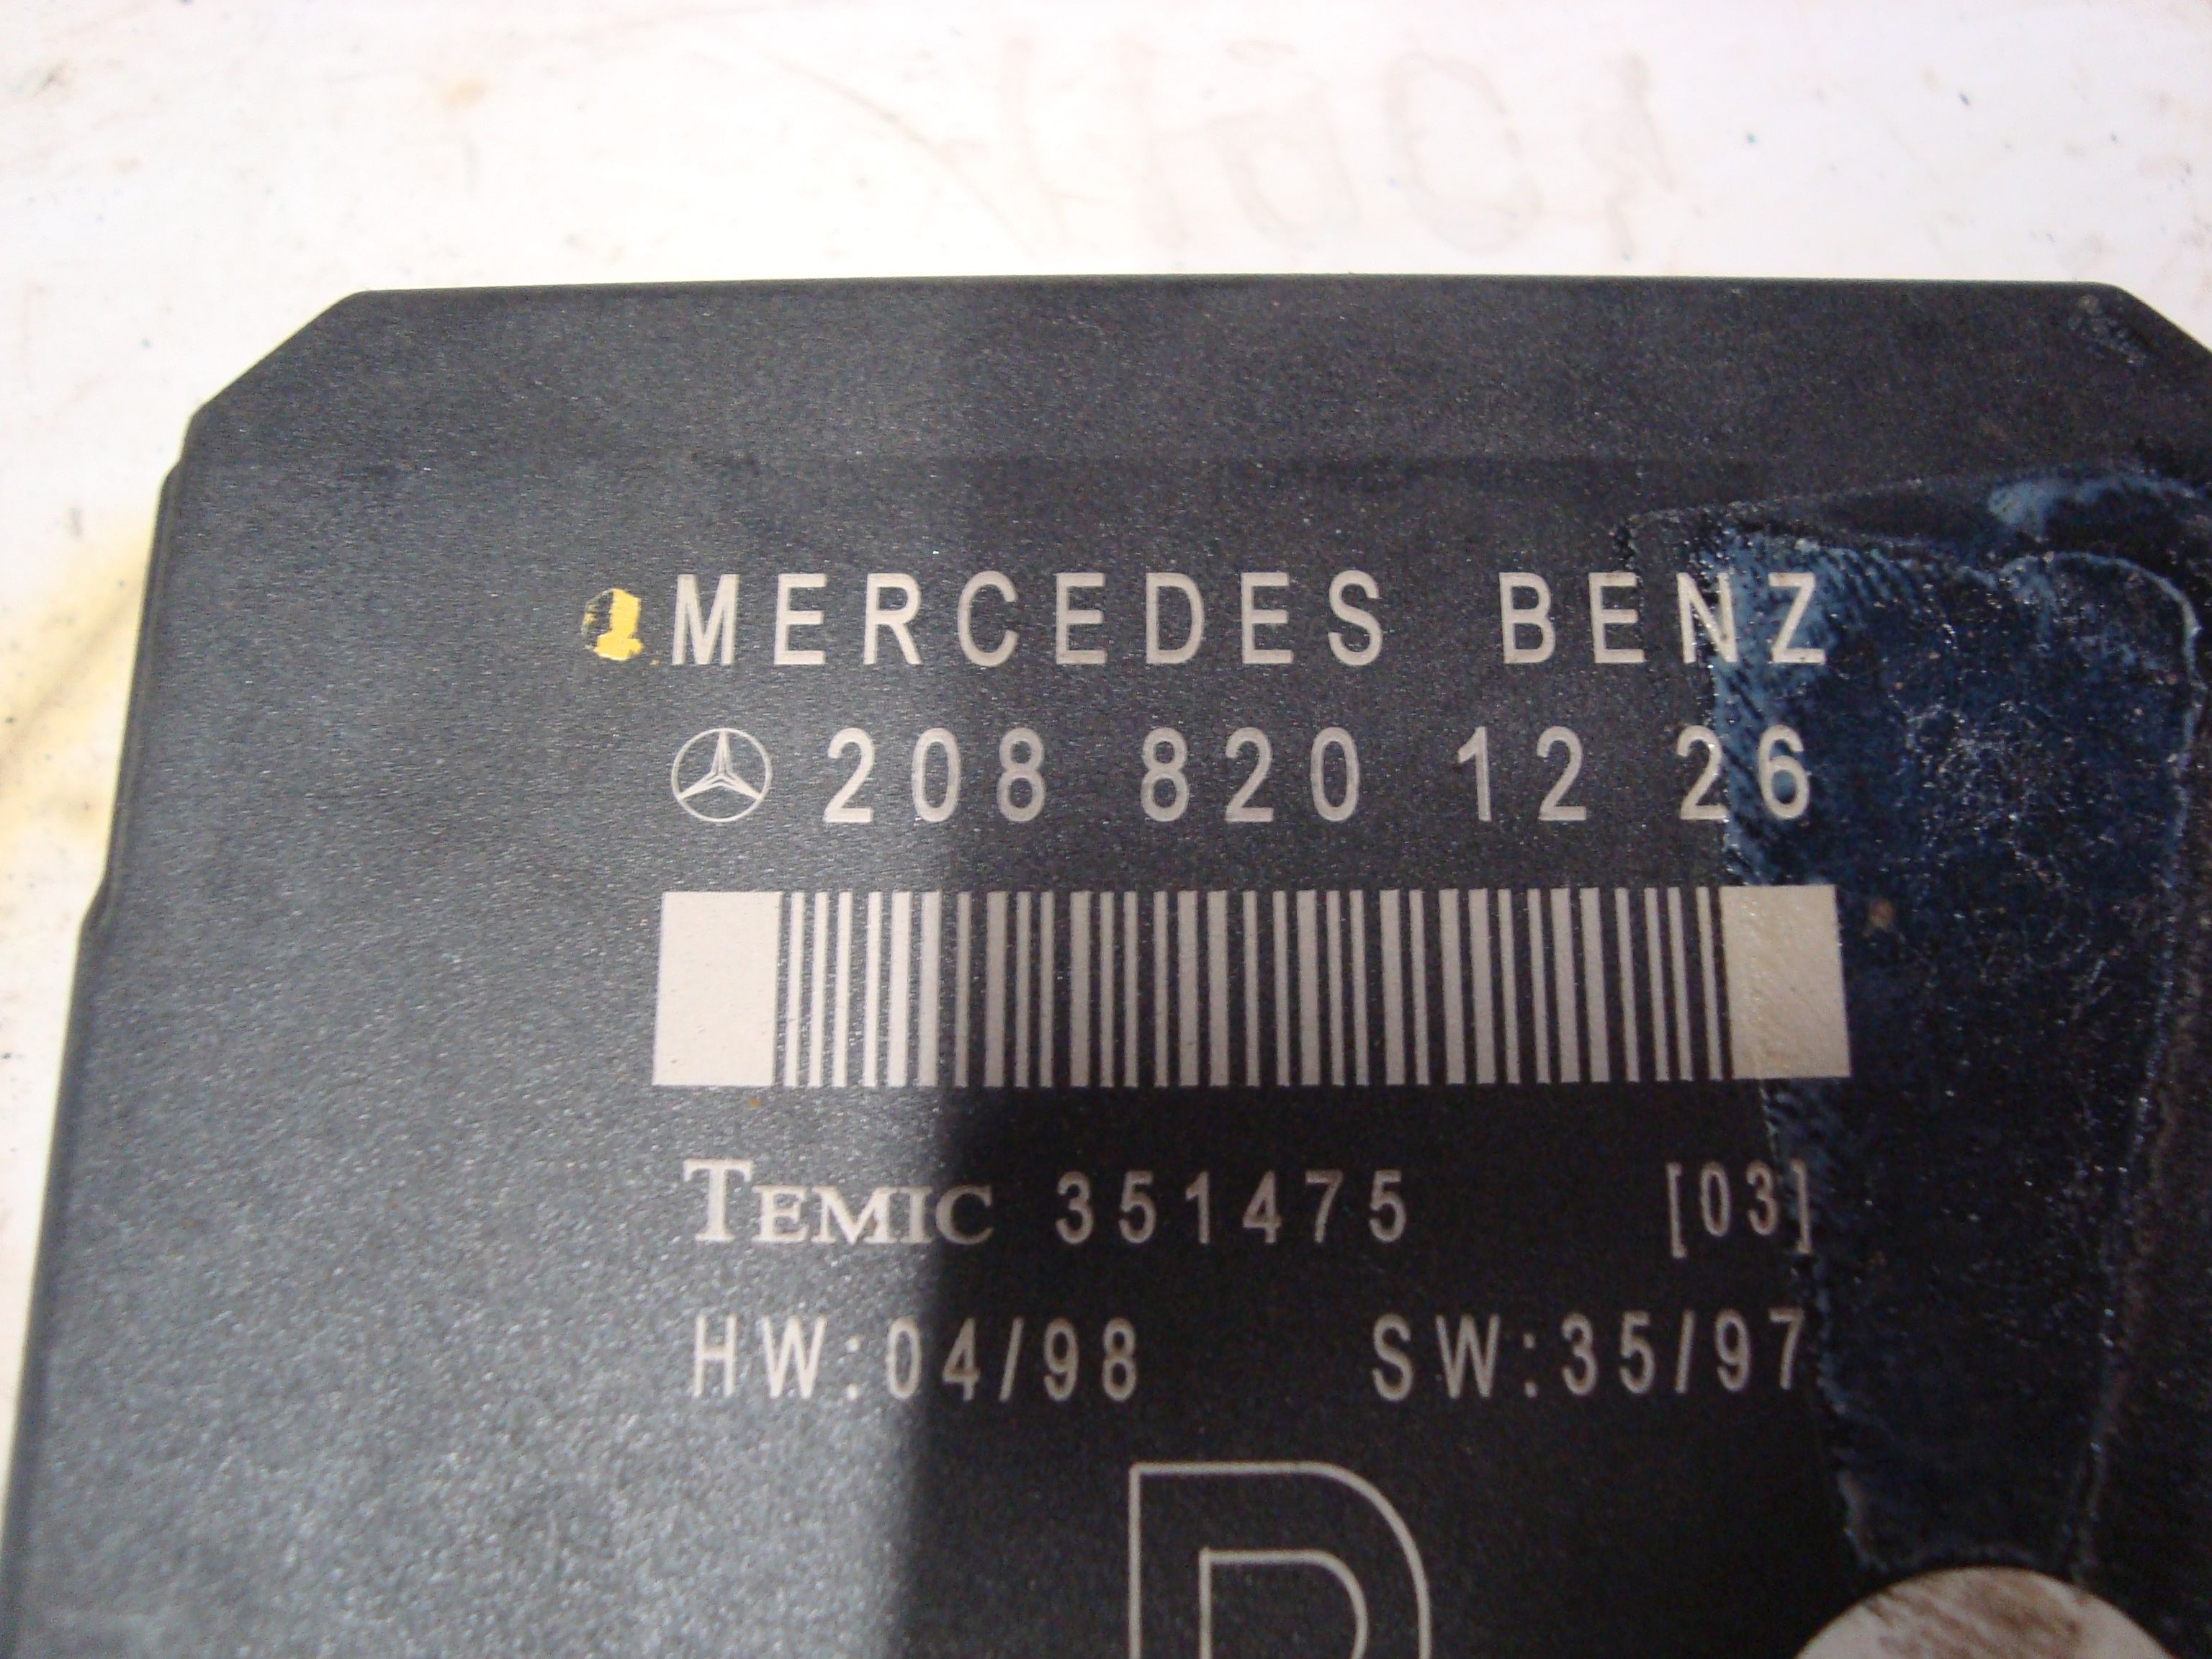 MERCEDES BENZ
208 820 12 26
TEMIC 351475 [03]
HW:04/98 SW:35/97